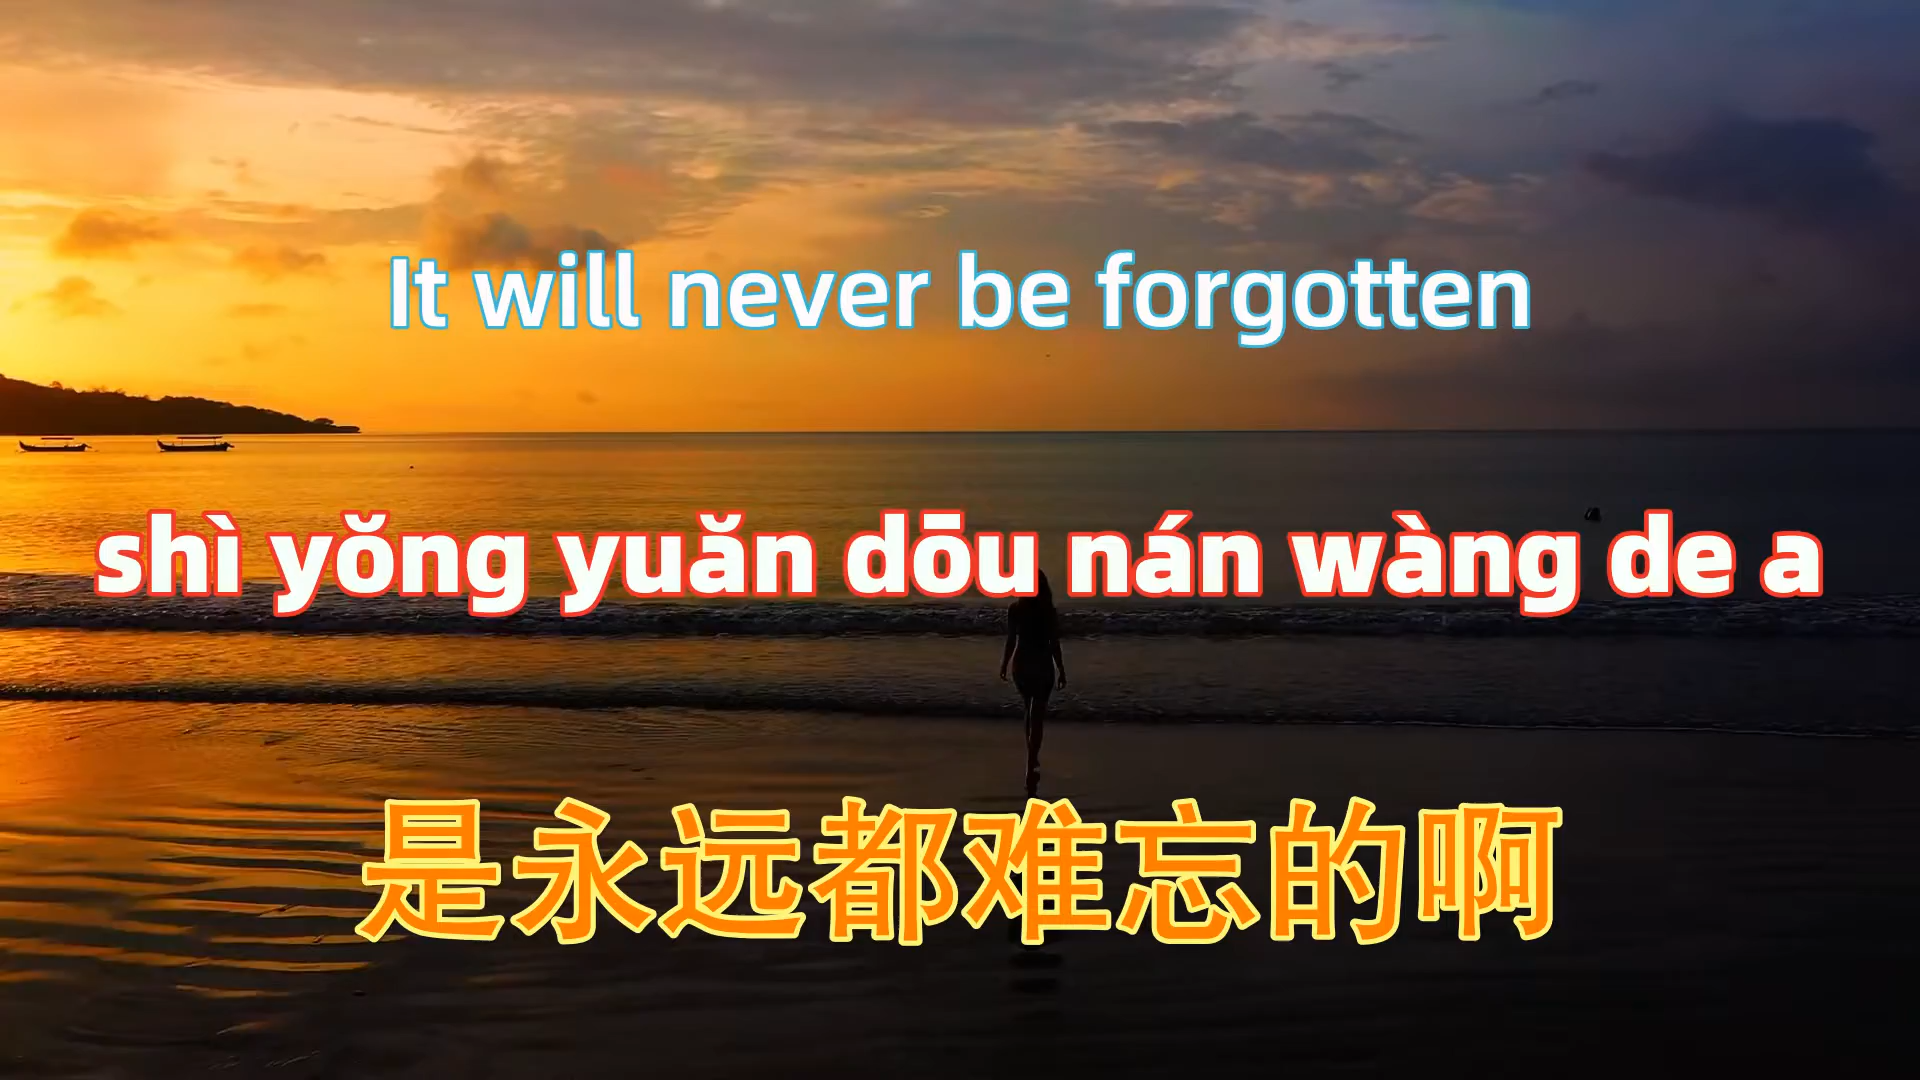 It will never be forgotten
shì yǒng yuǎn dōu nán wàng de a
是永远都难忘的啊